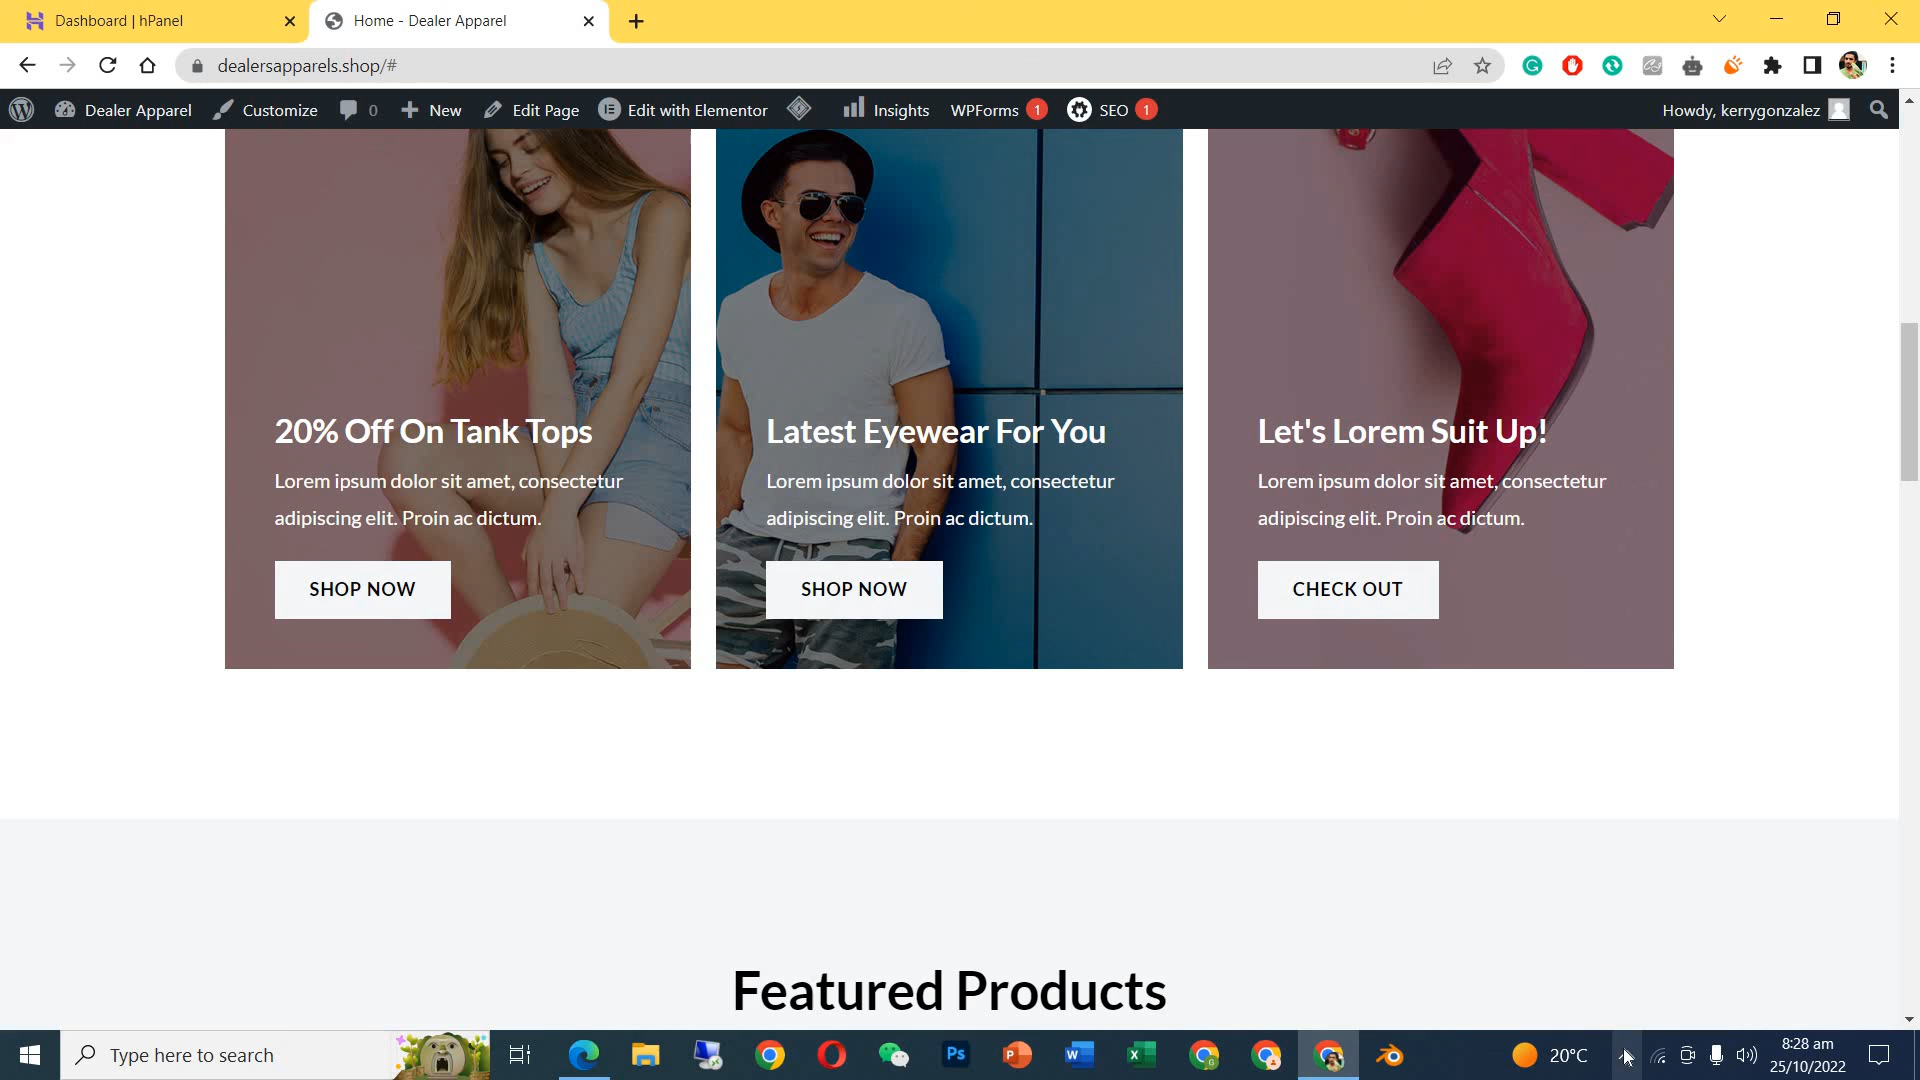 Dashboard | hPanel
Home - Dealer Apparel
dealersapparels.shop/#
Dealer Apparel
Customize
0
New
Edit Page
Edit with Elementor
Insights
WPForms 1
SEO 1
Howdy, kerrygonzalez
20% Off On Tank Tops
Lorem ipsum dolor sit amet, consectetur
adipiscing elit. Proin ac dictum.
SHOP NOW
Latest Eyewear For You
Lorem ipsum dolor sit amet, consectetur
adipiscing elit. Proin ac dictum.
SHOP NOW
Let's Lorem Suit Up!
Lorem ipsum dolor sit amet, consectetur
adipiscing elit. Proin ac dictum.
CHECK OUT
Featured Products
Type here to search
20°C
8:28 am
25/10/2022